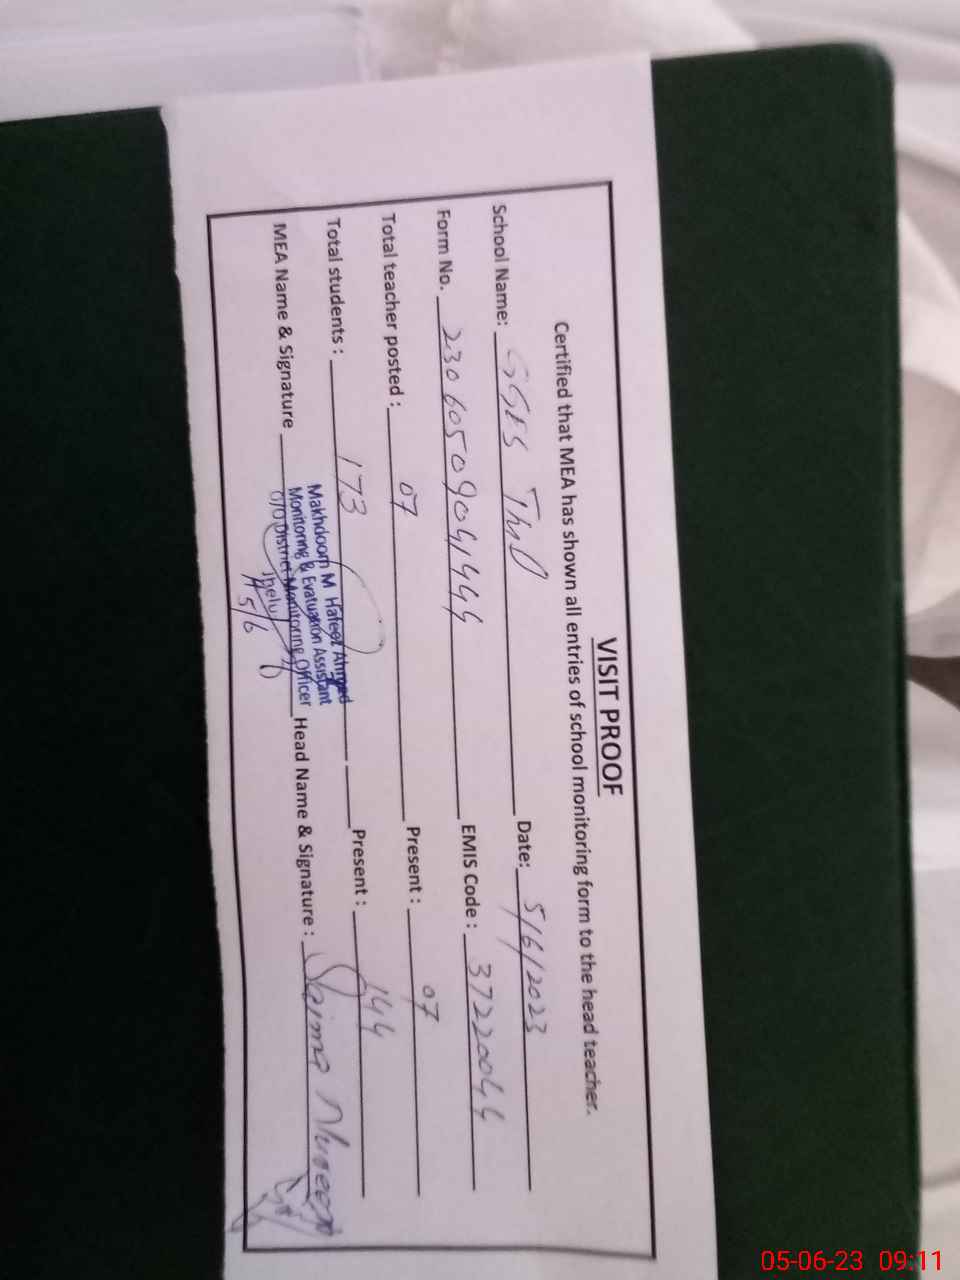 VISIT PROOF
Certified that MEA has shown all entries of school monitoring form to the head teacher.
School Name: GGES Date: 5/6/2023
Form No. 230605090414444 EMIS Code : 37220044
Total teacher posted : 07 Present : 07
Total students : 173 Present : 144
MEA Name & Signature Head Name & Signature : Saima
Makhdoom M Hafeez Ahmed
Monitoring & Evaluation Assistant
O/O District Monitoring Officer
Jhelum
5/6
05-06-23 09:11